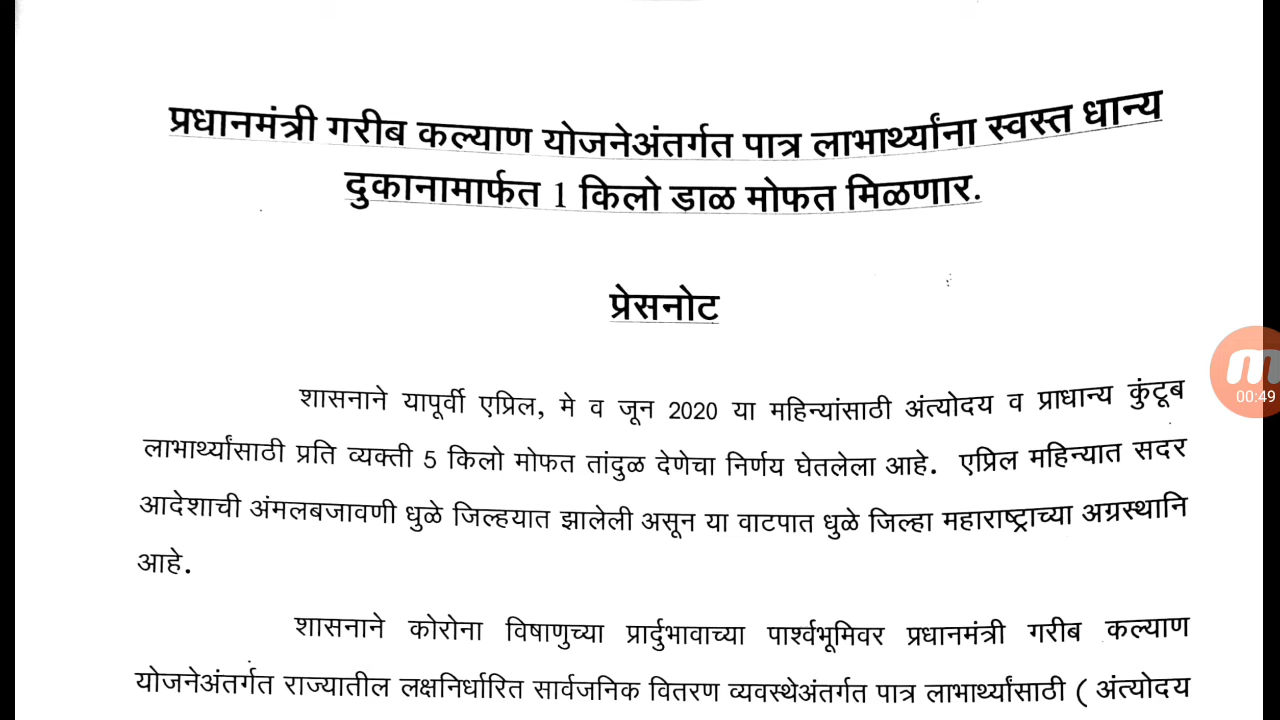 प्रधानमंत्री गरीब कल्याण योजनेअंतर्गत पात्र लाभार्थ्यांना स्वस्त धान्य
दुकानामार्फत 1 किलो डाळ मोफत मिळणार.
प्रेसनोट
शासनाने यापूर्वी एप्रिल, मे व जून 2020 या महिन्यांसाठी अंत्योदय व प्राधान्य कुंटूब
लाभार्थ्यांसाठी प्रति व्यक्ती 5 किलो मोफत तांदुळ देणेचा निर्णय घेतलेला आहे. एप्रिल महिन्यात सदर
आदेशाची अंमलबजावणी धुळे जिल्हयात झालेली असून या वाटपात धुळे जिल्हा महाराष्ट्राच्या अग्रस्थानि
आहे.
शासनाने कोरोना विषाणुच्या प्रार्दुभावाच्या पार्श्वभूमिवर प्रधानमंत्री गरीब कल्याण
योजनेअंतर्गत राज्यातील लक्षनिर्धारित सार्वजनिक वितरण व्यवस्थेअंतर्गत पात्र लाभार्थ्यांसाठी ( अंत्योदय
00:49